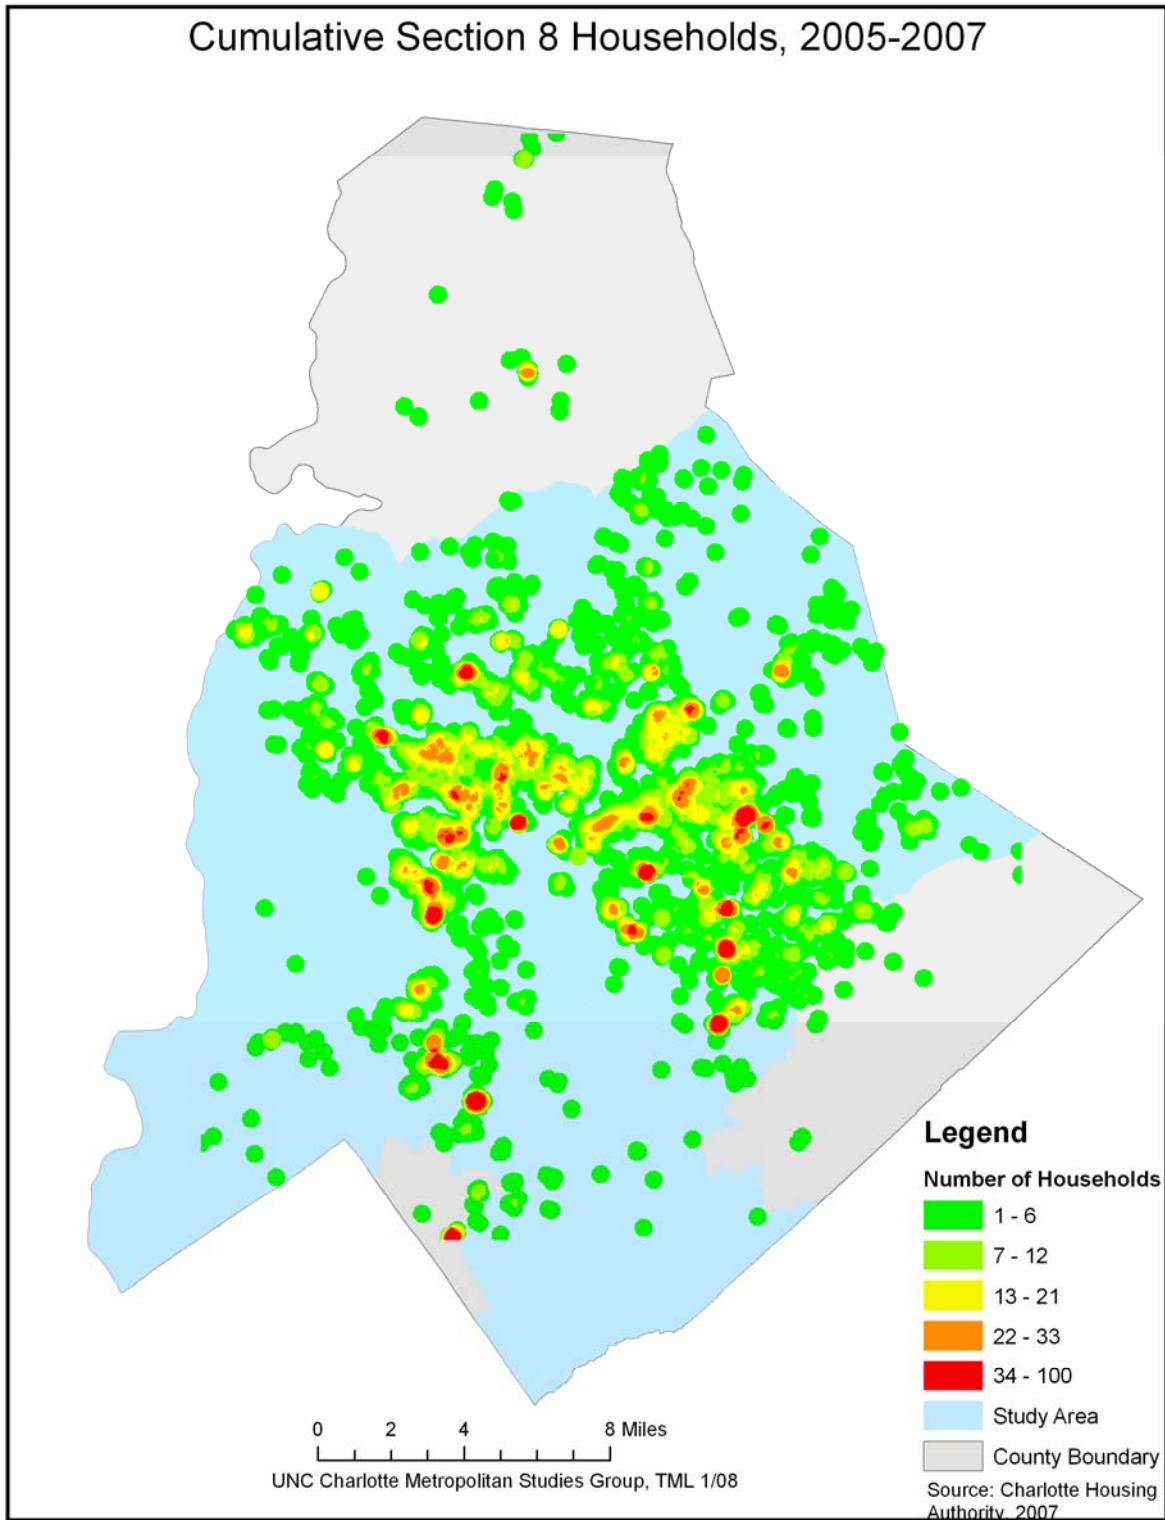 Cumulative Section 8 Households, 2005-2007
Legend
Number of Households
1 - 6
7 - 12
13 - 21
22 - 33
34 - 100
Study Area
County Boundary
Source: Charlotte Housing
Authority, 2007
0 2 4 8 Miles
UNC Charlotte Metropolitan Studies Group, TML 1/08